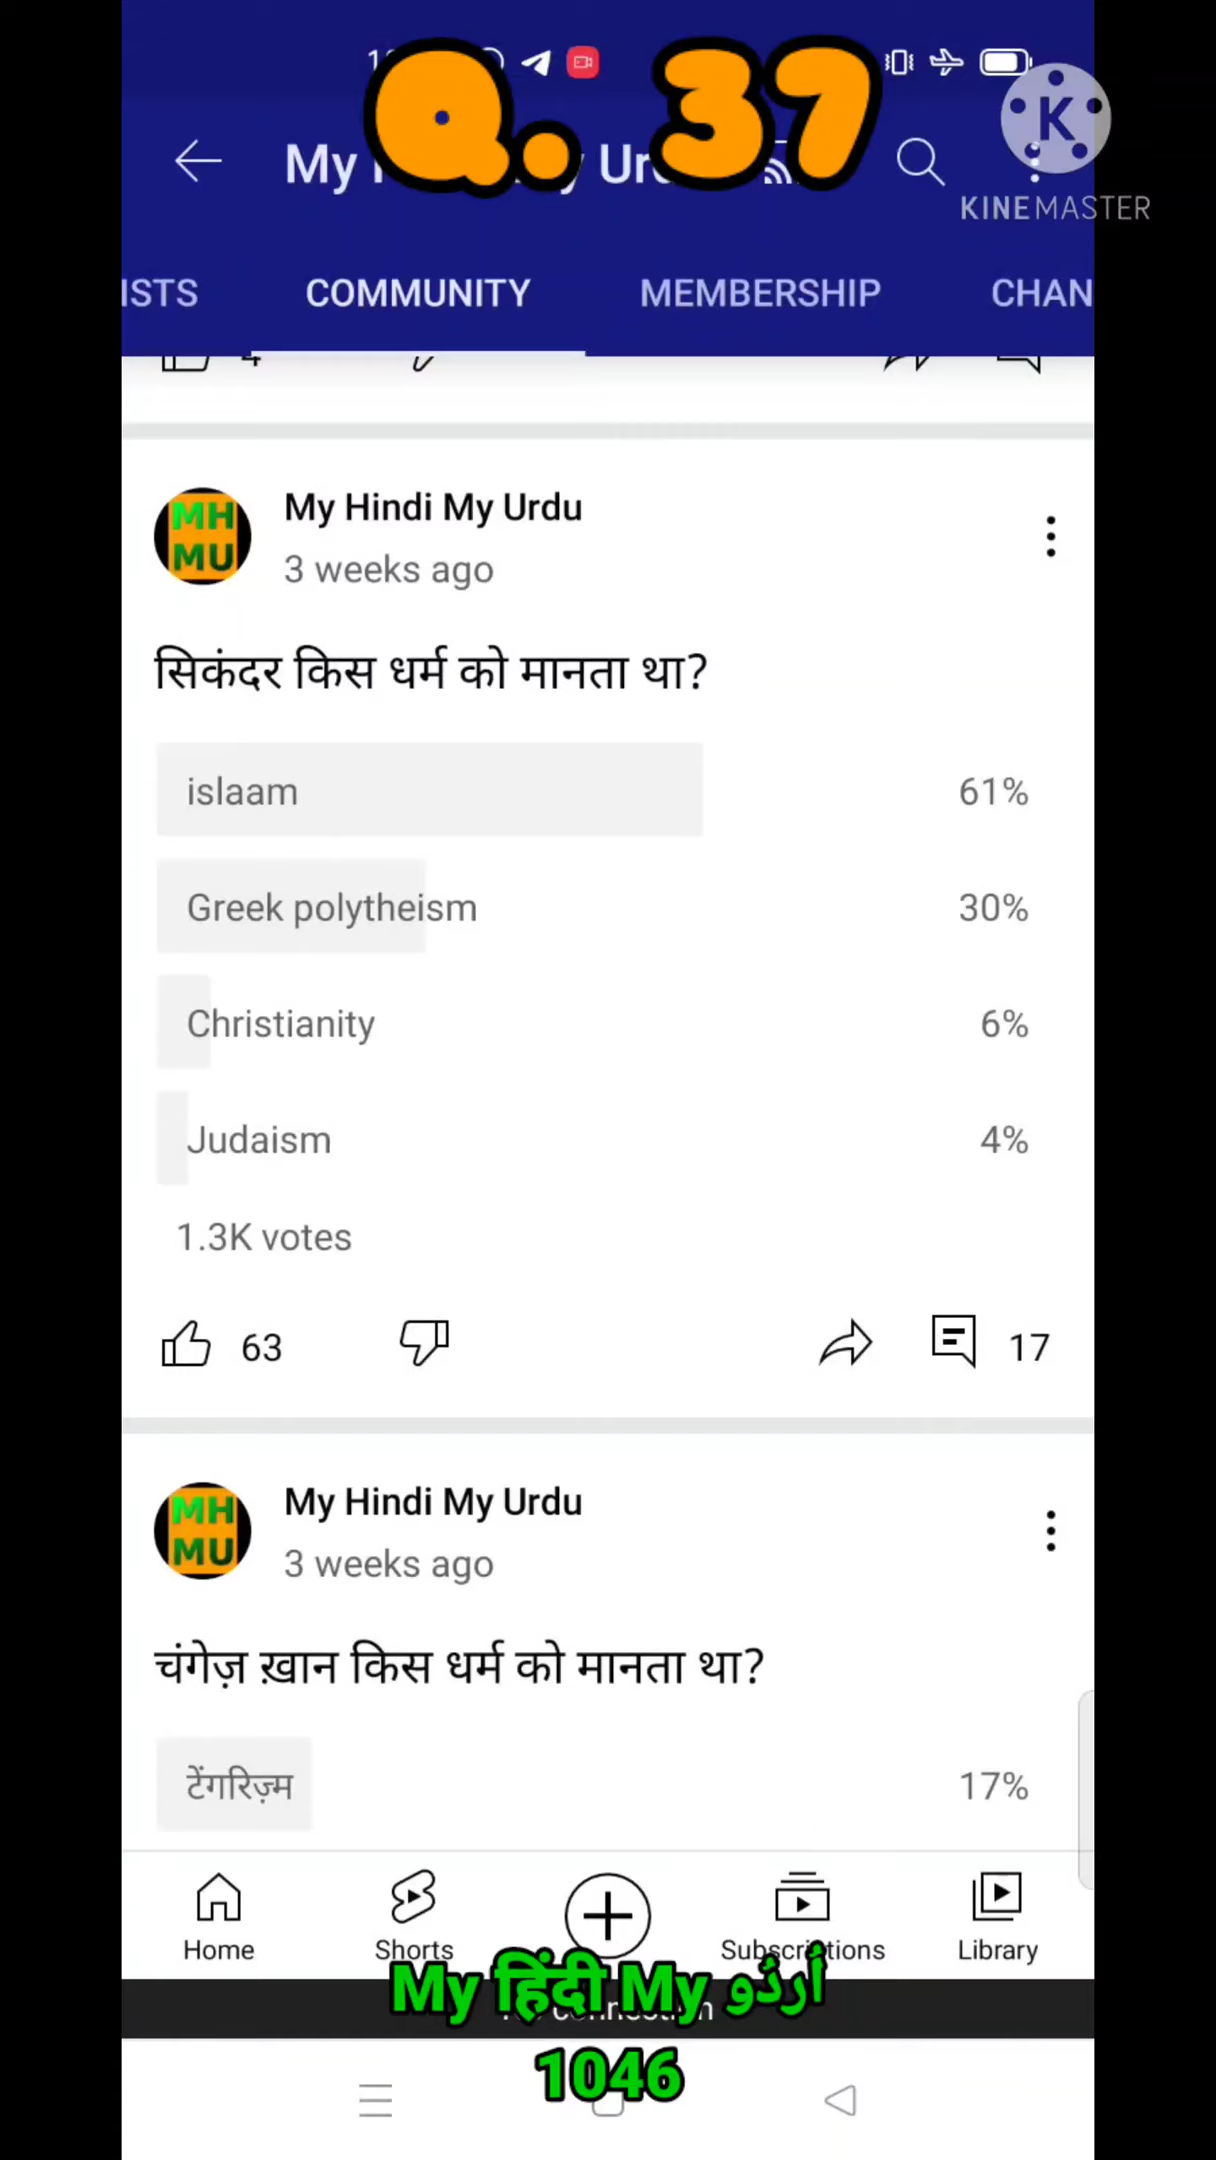 Q. 37
My Ur
KINEMASTER
ISTS COMMUNITY MEMBERSHIP CHAN
4
MH
MU
My Hindi My Urdu
3 weeks ago
सिकंदर किस धर्म को मानता था?
islaam 61%
Greek polytheism 30%
Christianity 6%
Judaism 4%
1.3K votes
63 17
MH
MU
My Hindi My Urdu
3 weeks ago
चंगेज़ ख़ान किस धर्म को मानता था?
टेंगरिज़्म 17%
Home Shorts Subscriptions Library
My हिंदी My اُردُو
1046